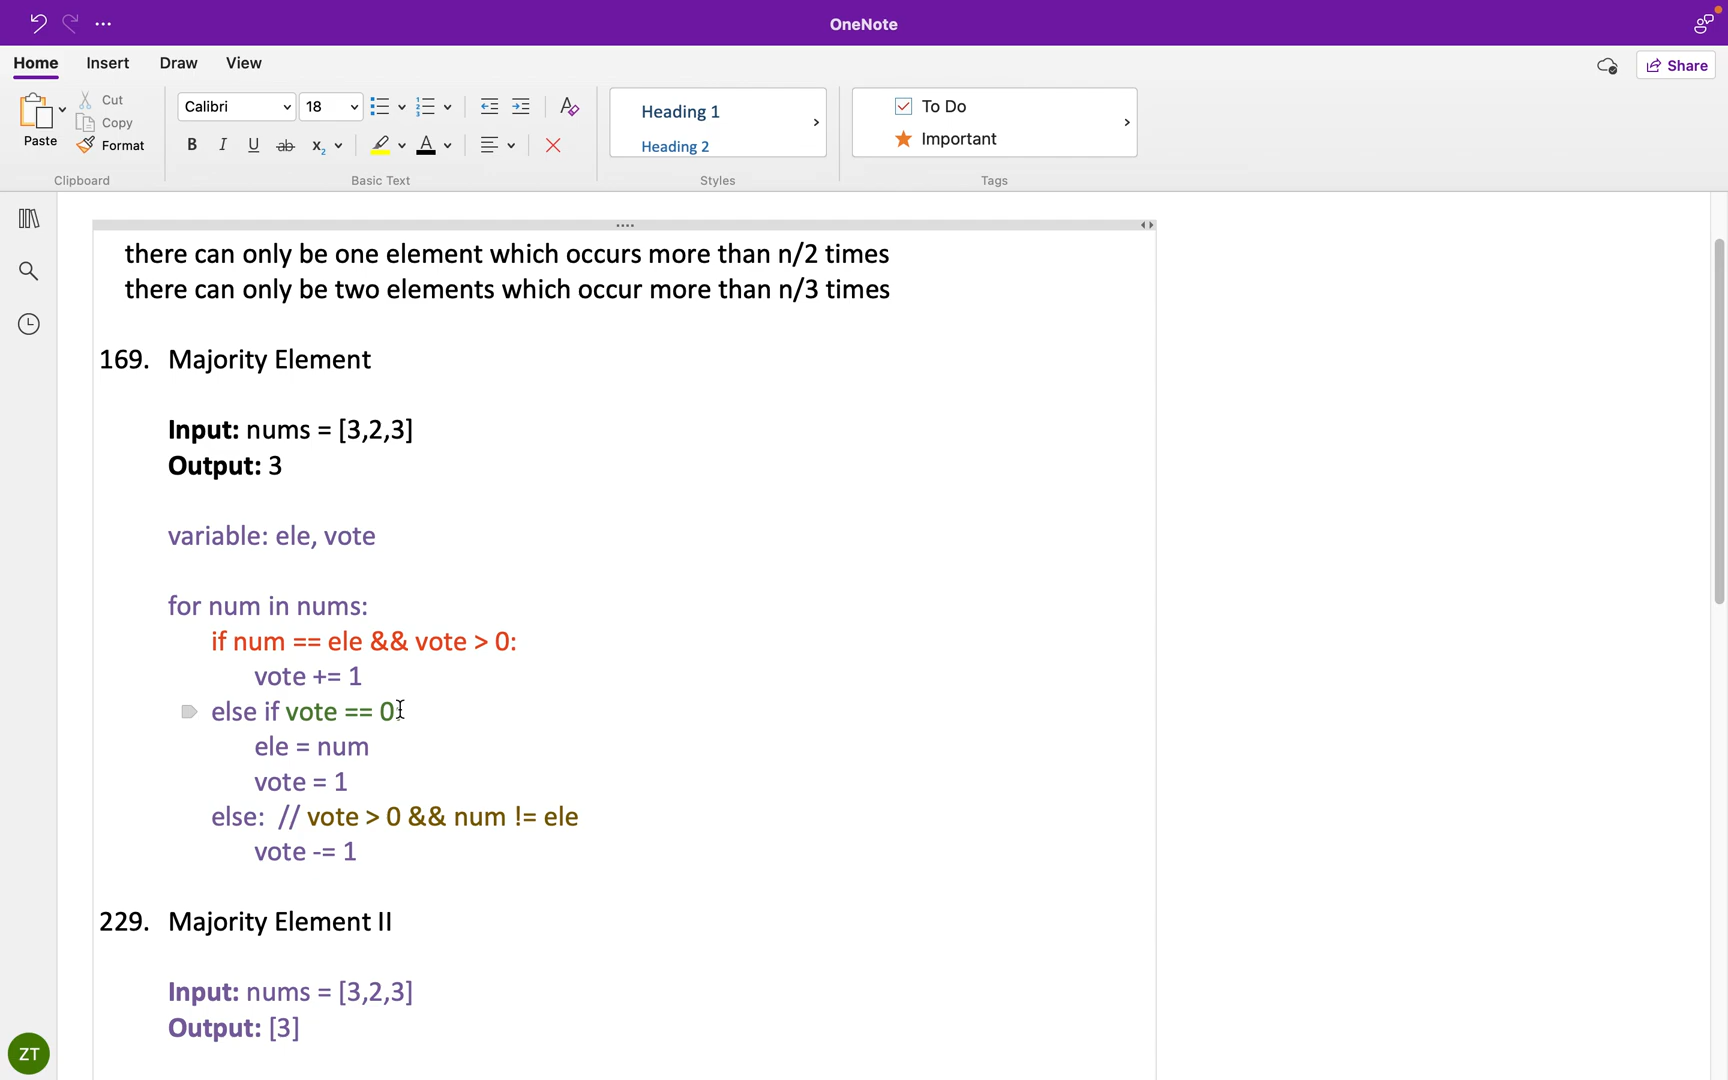 OneNote
Home Insert Draw View
Share
Paste
Cut
Copy
Format
Clipboard
Calibri 18
B I U ab x₂ A
Basic Text
Heading 1
Heading 2
Styles
To Do
Important
Tags
there can only be one element which occurs more than n/2 times
there can only be two elements which occur more than n/3 times
169. Majority Element
Input: nums = [3,2,3]
Output: 3
variable: ele, vote
for num in nums:
if num == ele && vote > 0:
vote += 1
else if vote == 0:
ele = num
vote = 1
else: // vote > 0 && num != ele
vote -= 1
229. Majority Element II
Input: nums = [3,2,3]
Output: [3]
ZT